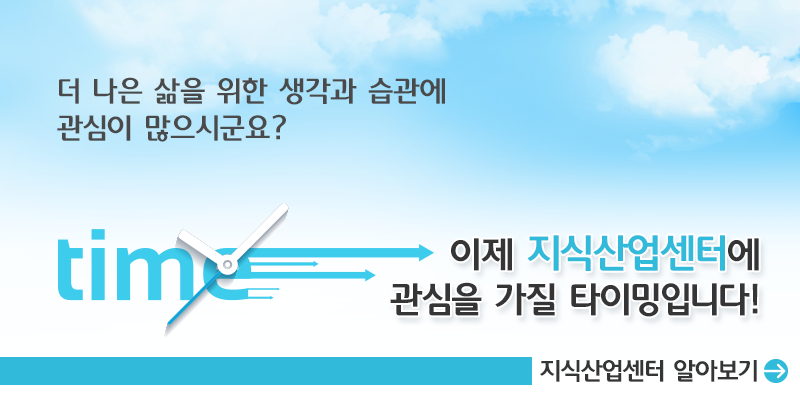 더 나은 삶을 위한 생각과 습관에
관심이 많으시군요?
time
이제 지식산업센터에
관심을 가질 타이밍입니다!
지식산업센터 알아보기